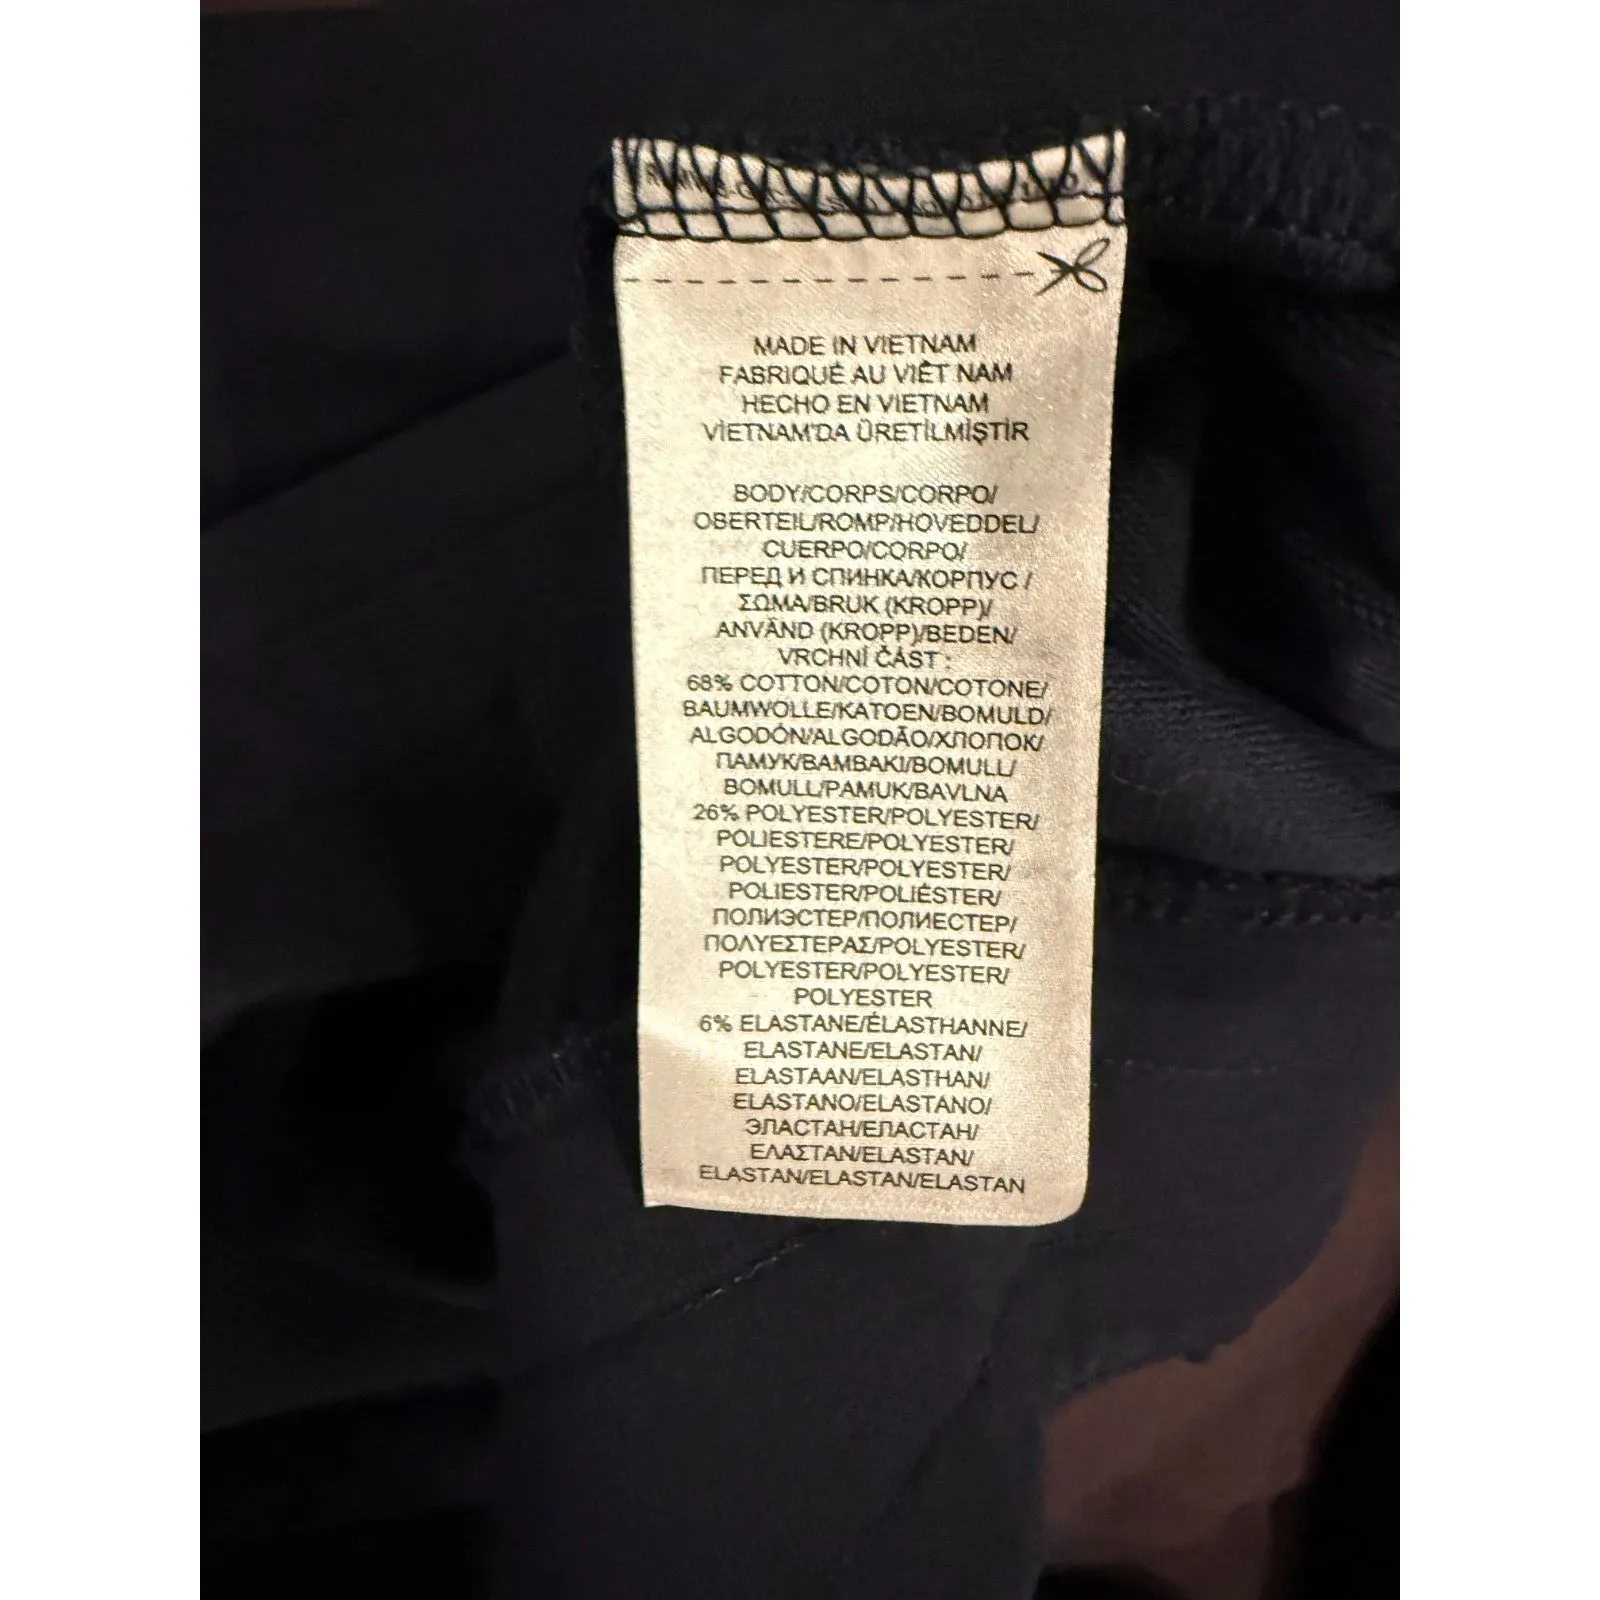 MADE IN VIETNAM
FABRIQUÉ AU VIÊT NAM
HECHO EN VIETNAM
VİETNAM'DA ÜRETİLMİŞTİR
BODY/CORPS/CORPO/
OBERTEIL/ROMP/HOVEDDEL/
CUERPO/CORPO/
ПЕРЕД И СПИНКА/КОРПУС /
ΣΩΜΑ/BRUK (KROPP)/
ANVÄND (KROPP)/BEDEN/
VRCHNÍ ČÁST :
68% COTTON/COTON/COTONE/
BAUMWOLLE/KATOEN/BOMULD/
ALGODÓN/ALGODÃO/ХЛОПОК/
ПАМУК/ΒΑΜΒΑΚΙ/BOMULL/
BOMULL/PAMUK/BAVLNA
26% POLYESTER/POLYESTER/
POLIESTERE/POLYESTER/
POLYESTER/POLYESTER/
POLIESTER/POLIÉSTER/
ПОЛИЭСТЕР/ПОЛИЕСТЕР/
ΠΟΛΥΕΣΤΕΡΑΣ/POLYESTER/
POLYESTER/POLYESTER/
POLYESTER
6% ELASTANE/ÉLASTHANNE/
ELASTANE/ELASTAN/
ELASTAAN/ELASTHAN/
ELASTANO/ELASTANO/
ЭЛАСТАН/ЕЛАСТАН/
ΕΛΑΣΤΑΝ/ELASTAN/
ELASTAN/ELASTAN/ELASTAN